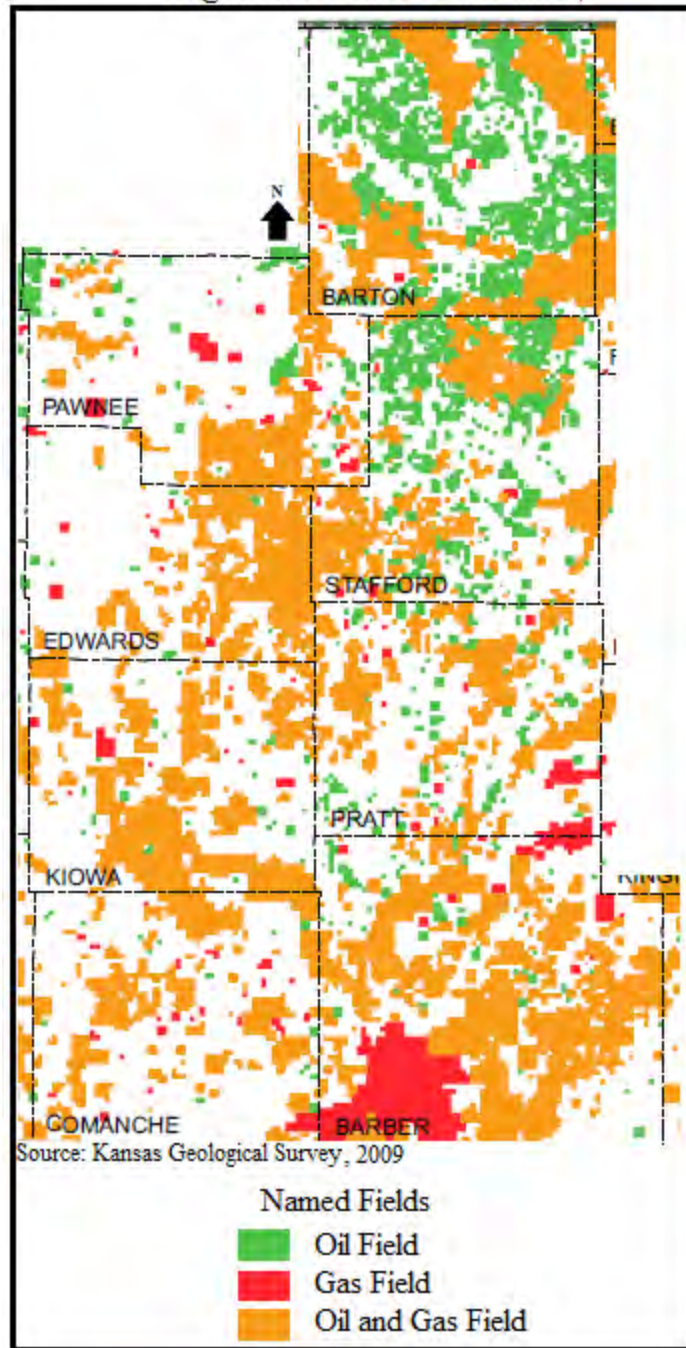 N
BARTON
PAWNEE
STAFFORD
EDWARDS
PRATT
KIOWA
COMANCHE
BARBER
Source: Kansas Geological Survey, 2009
Named Fields
Oil Field
Gas Field
Oil and Gas Field